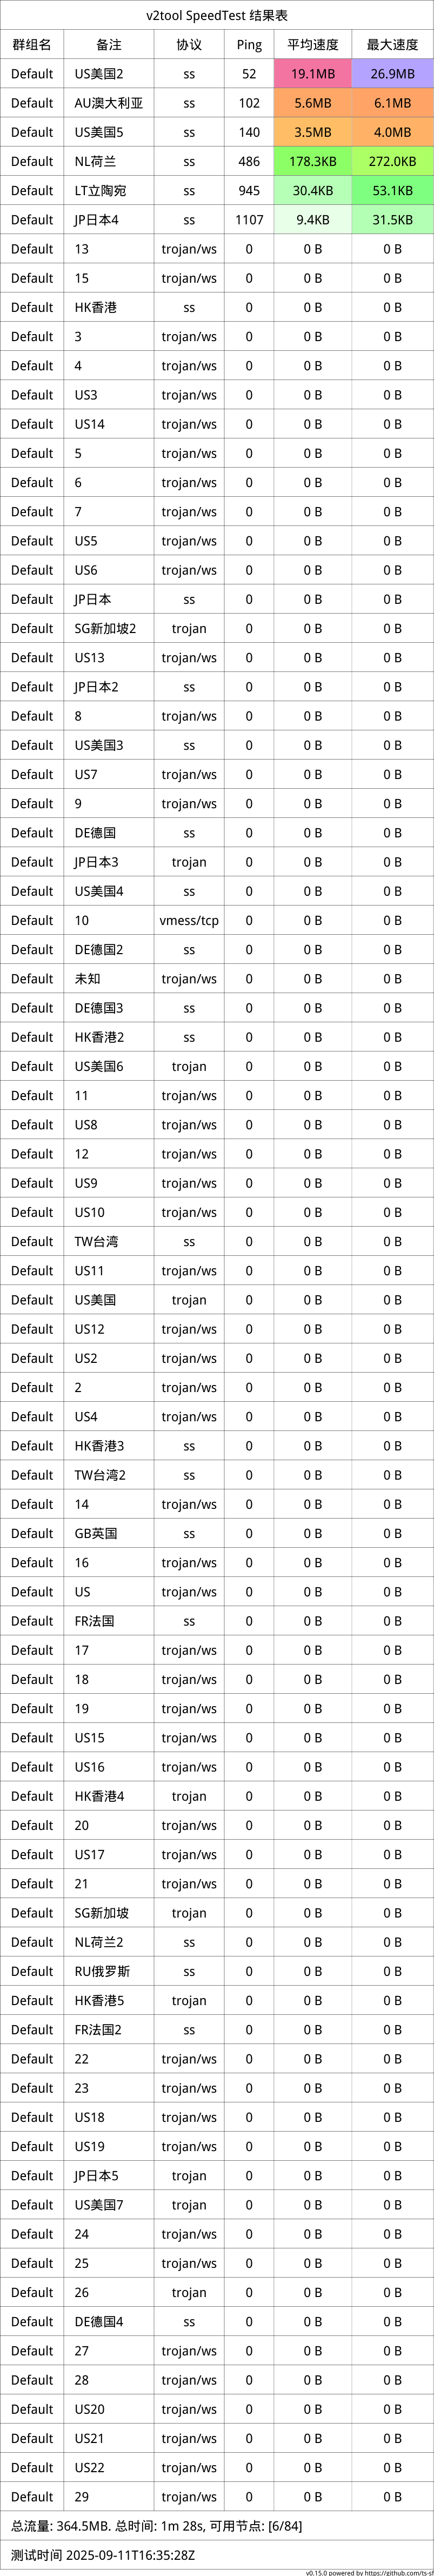 v2tool SpeedTest 结果表
群组名 备注 协议 Ping 平均速度 最大速度
Default US美国2 ss 52 19.1MB 26.9MB
Default AU澳大利亚 ss 102 5.6MB 6.1MB
Default US美国5 ss 140 3.5MB 4.0MB
Default NL荷兰 ss 486 178.3KB 272.0KB
Default LT立陶宛 ss 945 30.4KB 53.1KB
Default JP日本4 ss 1107 9.4KB 31.5KB
Default 13 trojan/ws 0 0 B 0 B
Default 15 trojan/ws 0 0 B 0 B
Default HK香港 ss 0 0 B 0 B
Default 3 trojan/ws 0 0 B 0 B
Default 4 trojan/ws 0 0 B 0 B
Default US3 trojan/ws 0 0 B 0 B
Default US14 trojan/ws 0 0 B 0 B
Default 5 trojan/ws 0 0 B 0 B
Default 6 trojan/ws 0 0 B 0 B
Default 7 trojan/ws 0 0 B 0 B
Default US5 trojan/ws 0 0 B 0 B
Default US6 trojan/ws 0 0 B 0 B
Default JP日本 ss 0 0 B 0 B
Default SG新加坡2 trojan 0 0 B 0 B
Default US13 trojan/ws 0 0 B 0 B
Default JP日本2 ss 0 0 B 0 B
Default 8 trojan/ws 0 0 B 0 B
Default US美国3 ss 0 0 B 0 B
Default US7 trojan/ws 0 0 B 0 B
Default 9 trojan/ws 0 0 B 0 B
Default DE德国 ss 0 0 B 0 B
Default JP日本3 trojan 0 0 B 0 B
Default US美国4 ss 0 0 B 0 B
Default 10 vmess/tcp 0 0 B 0 B
Default DE德国2 ss 0 0 B 0 B
Default 未知 trojan/ws 0 0 B 0 B
Default DE德国3 ss 0 0 B 0 B
Default HK香港2 ss 0 0 B 0 B
Default US美国6 trojan 0 0 B 0 B
Default 11 trojan/ws 0 0 B 0 B
Default US8 trojan/ws 0 0 B 0 B
Default 12 trojan/ws 0 0 B 0 B
Default US9 trojan/ws 0 0 B 0 B
Default US10 trojan/ws 0 0 B 0 B
Default TW台湾 ss 0 0 B 0 B
Default US11 trojan/ws 0 0 B 0 B
Default US美国 trojan 0 0 B 0 B
Default US12 trojan/ws 0 0 B 0 B
Default US2 trojan/ws 0 0 B 0 B
Default 2 trojan/ws 0 0 B 0 B
Default US4 trojan/ws 0 0 B 0 B
Default HK香港3 ss 0 0 B 0 B
Default TW台湾2 ss 0 0 B 0 B
Default 14 trojan/ws 0 0 B 0 B
Default GB英国 ss 0 0 B 0 B
Default 16 trojan/ws 0 0 B 0 B
Default US trojan/ws 0 0 B 0 B
Default FR法国 ss 0 0 B 0 B
Default 17 trojan/ws 0 0 B 0 B
Default 18 trojan/ws 0 0 B 0 B
Default 19 trojan/ws 0 0 B 0 B
Default US15 trojan/ws 0 0 B 0 B
Default US16 trojan/ws 0 0 B 0 B
Default HK香港4 trojan 0 0 B 0 B
Default 20 trojan/ws 0 0 B 0 B
Default US17 trojan/ws 0 0 B 0 B
Default 21 trojan/ws 0 0 B 0 B
Default SG新加坡 trojan 0 0 B 0 B
Default NL荷兰2 ss 0 0 B 0 B
Default RU俄罗斯 ss 0 0 B 0 B
Default HK香港5 trojan 0 0 B 0 B
Default FR法国2 ss 0 0 B 0 B
Default 22 trojan/ws 0 0 B 0 B
Default 23 trojan/ws 0 0 B 0 B
Default US18 trojan/ws 0 0 B 0 B
Default US19 trojan/ws 0 0 B 0 B
Default JP日本5 trojan 0 0 B 0 B
Default US美国7 trojan 0 0 B 0 B
Default 24 trojan/ws 0 0 B 0 B
Default 25 trojan/ws 0 0 B 0 B
Default 26 trojan 0 0 B 0 B
Default DE德国4 ss 0 0 B 0 B
Default 27 trojan/ws 0 0 B 0 B
Default 28 trojan/ws 0 0 B 0 B
Default US20 trojan/ws 0 0 B 0 B
Default US21 trojan/ws 0 0 B 0 B
Default US22 trojan/ws 0 0 B 0 B
Default 29 trojan/ws 0 0 B 0 B
总流量: 364.5MB. 总时间: 1m 28s, 可用节点: [6/84]
测试时间 2025-09-11T16:35:28Z
v0.15.0 powered by https://github.com/ts-sf